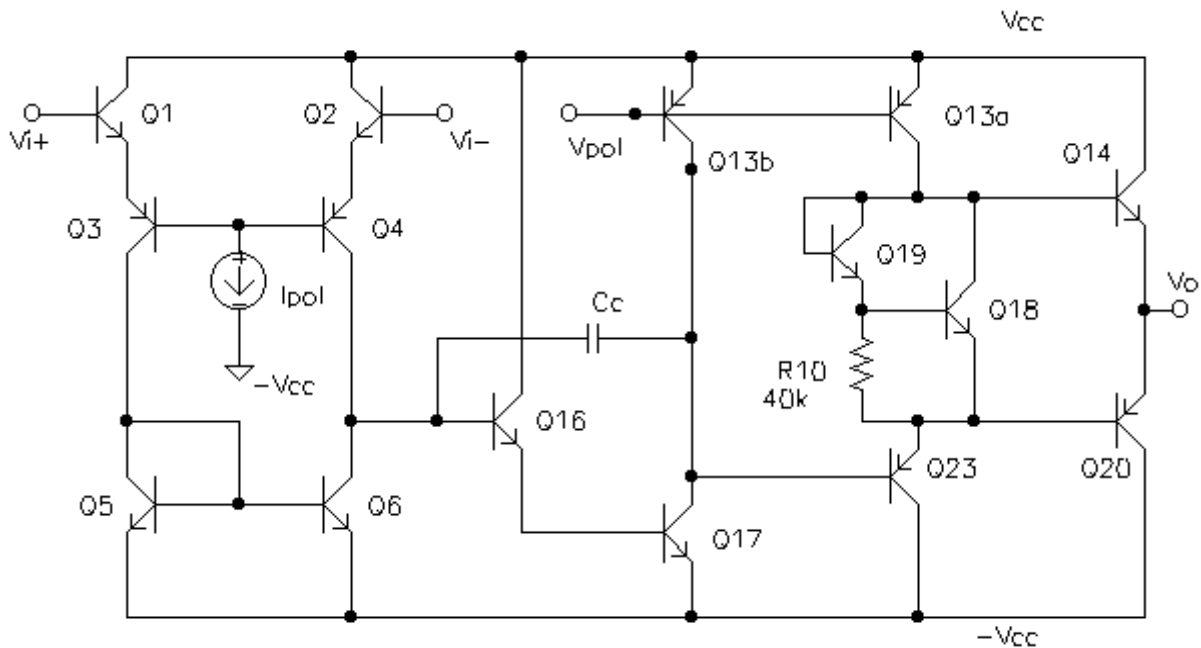 Vcc
Q1
Q2
Q13a
Vi+
Vi-
Vpol
Q13b
Q14
Q3
Q4
Q19
Ipol
Vo
Cc
Q18
R10
40k
-Vcc
Q16
Q23
Q20
Q5
Q6
Q17
-Vcc